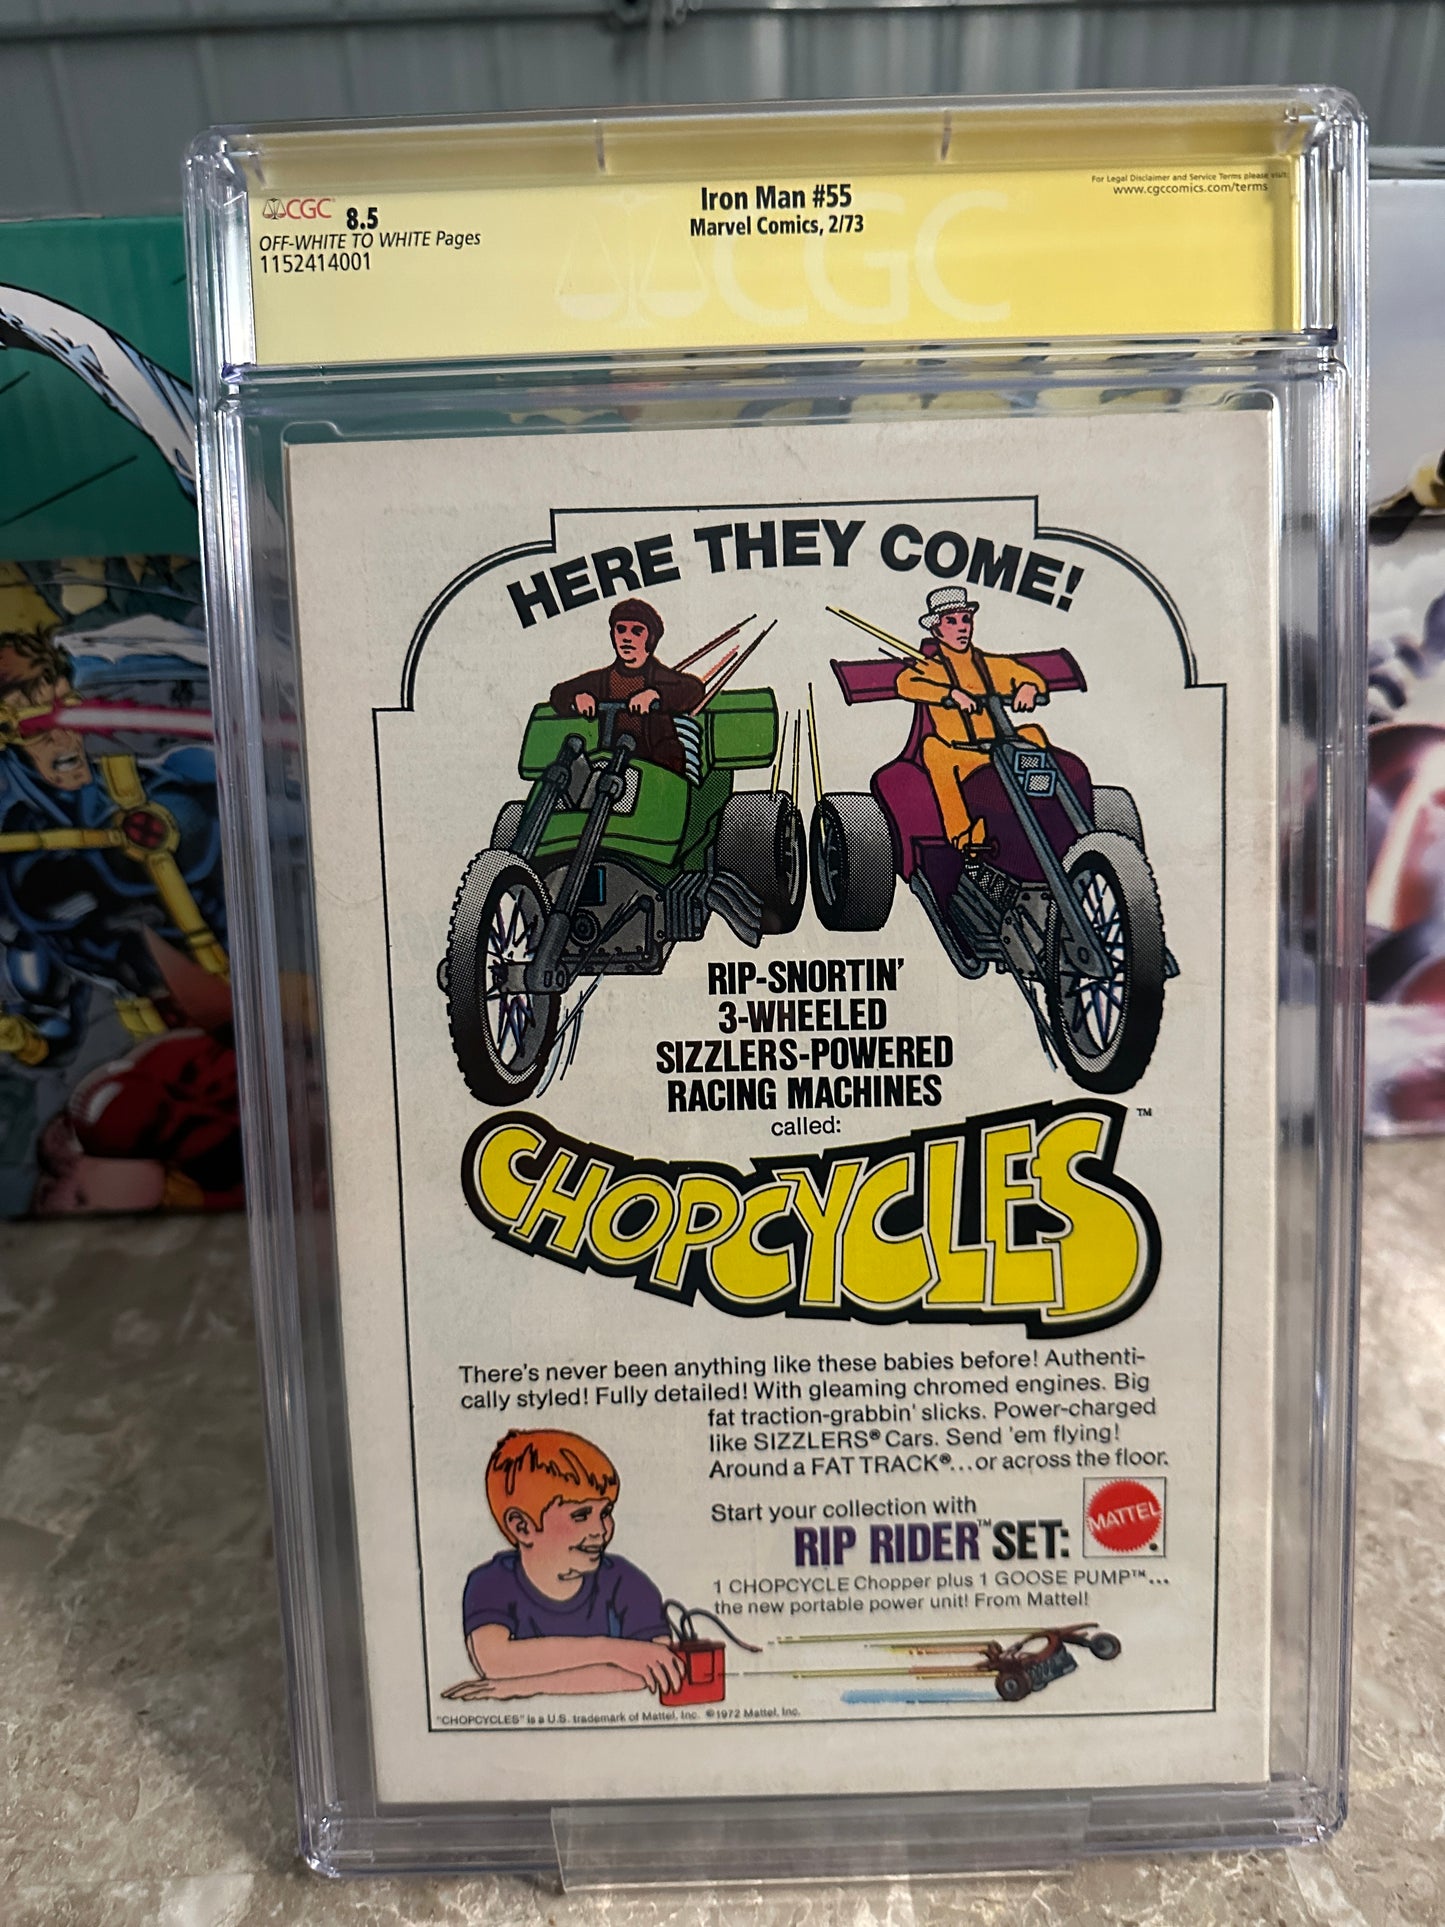 CGC 8.5
OFF-WHITE TO WHITE Pages
1152414001
Iron Man #55
Marvel Comics, 2/73
For Legal Disclaimer and Service Terms please visit:
www.cgccomics.com/terms
CGC
HERE THEY COME!
RIP-SNORTIN'
3-WHEELED
SIZZLERS-POWERED
RACING MACHINES
called:
CHOPCYCLES™
There's never been anything like these babies before! Authenti-
cally styled! Fully detailed! With gleaming chromed engines. Big
fat traction-grabbin' slicks. Power-charged
like SIZZLERS® Cars. Send 'em flying!
Around a FAT TRACK®...or across the floor.
Start your collection with
RIP RIDER™ SET:
MATTEL
1 CHOPCYCLE Chopper plus 1 GOOSE PUMP™...
the new portable power unit! From Mattel!
"CHOPCYCLES" is a U.S. trademark of Mattel, Inc. ©1972 Mattel, Inc.